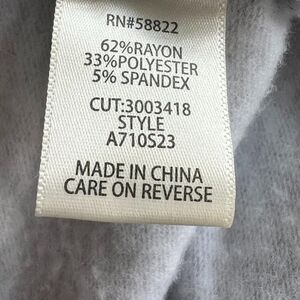 RN#58822
62%RAYON
33%POLYESTER
5% SPANDEX
CUT:3003418
STYLE
A710S23
MADE IN CHINA
CARE ON REVERSE